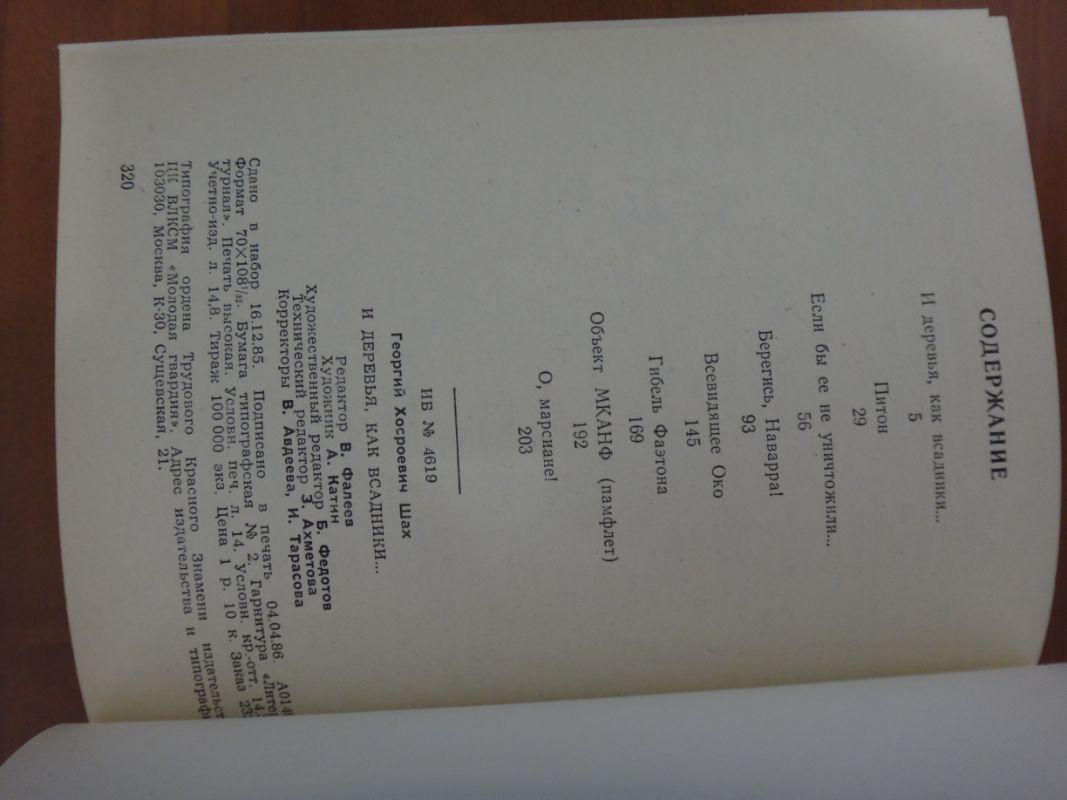 СОДЕРЖАНИЕ
И деревья, как всадники...
5
Питон
29
Если бы ее не уничтожили...
56
Берегись, Наварра!
93
Всевидящее Око
145
Гибель Фаэтона
169
Объект МКАНФ (памфлет)
192
О, марсиане!
203
ИБ № 4619
Георгий Хосроевич Шах
И ДЕРЕВЬЯ, КАК ВСАДНИКИ...
Редактор В. Фалеев
Художник А. Катин
Художественный редактор Б. Федотов
Технический редактор З. Ахметова
Корректоры В. Авдеева, И. Тарасова
Сдано в набор 16.12.85. Подписано в печать 04.04.86.
Формат 70×108¹/₃₂. Бумага типографская № 2. Гарнитура «Литера-
турная». Печать высокая. Условн. печ. л. 14. Условн. кр.-отт. 14.
Учетно-изд. л. 14,8. Тираж 100 000 экз. Цена 1 р. 10 к. Заказ
Типография ордена Трудового Красного Знамени
ЦК ВЛКСМ «Молодая гвардия». Адрес издательства и
103030, Москва, К-30, Сущевская, 21.
320